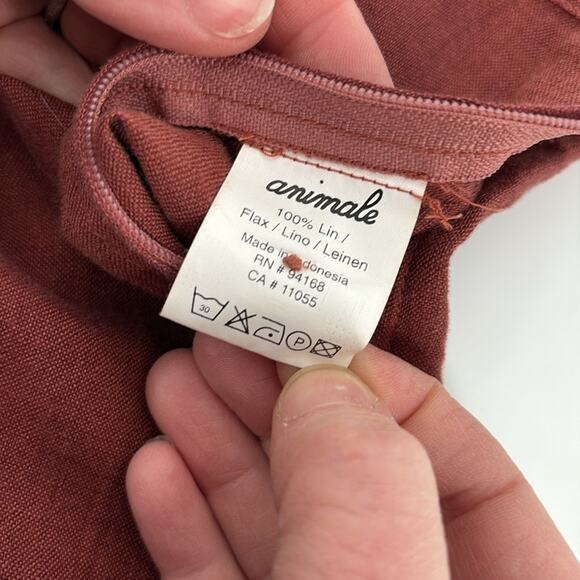 animale
100% Lin /
Flax / Lino / Leinen
Made in Indonesia
RN # 94168
CA # 11055
30 P